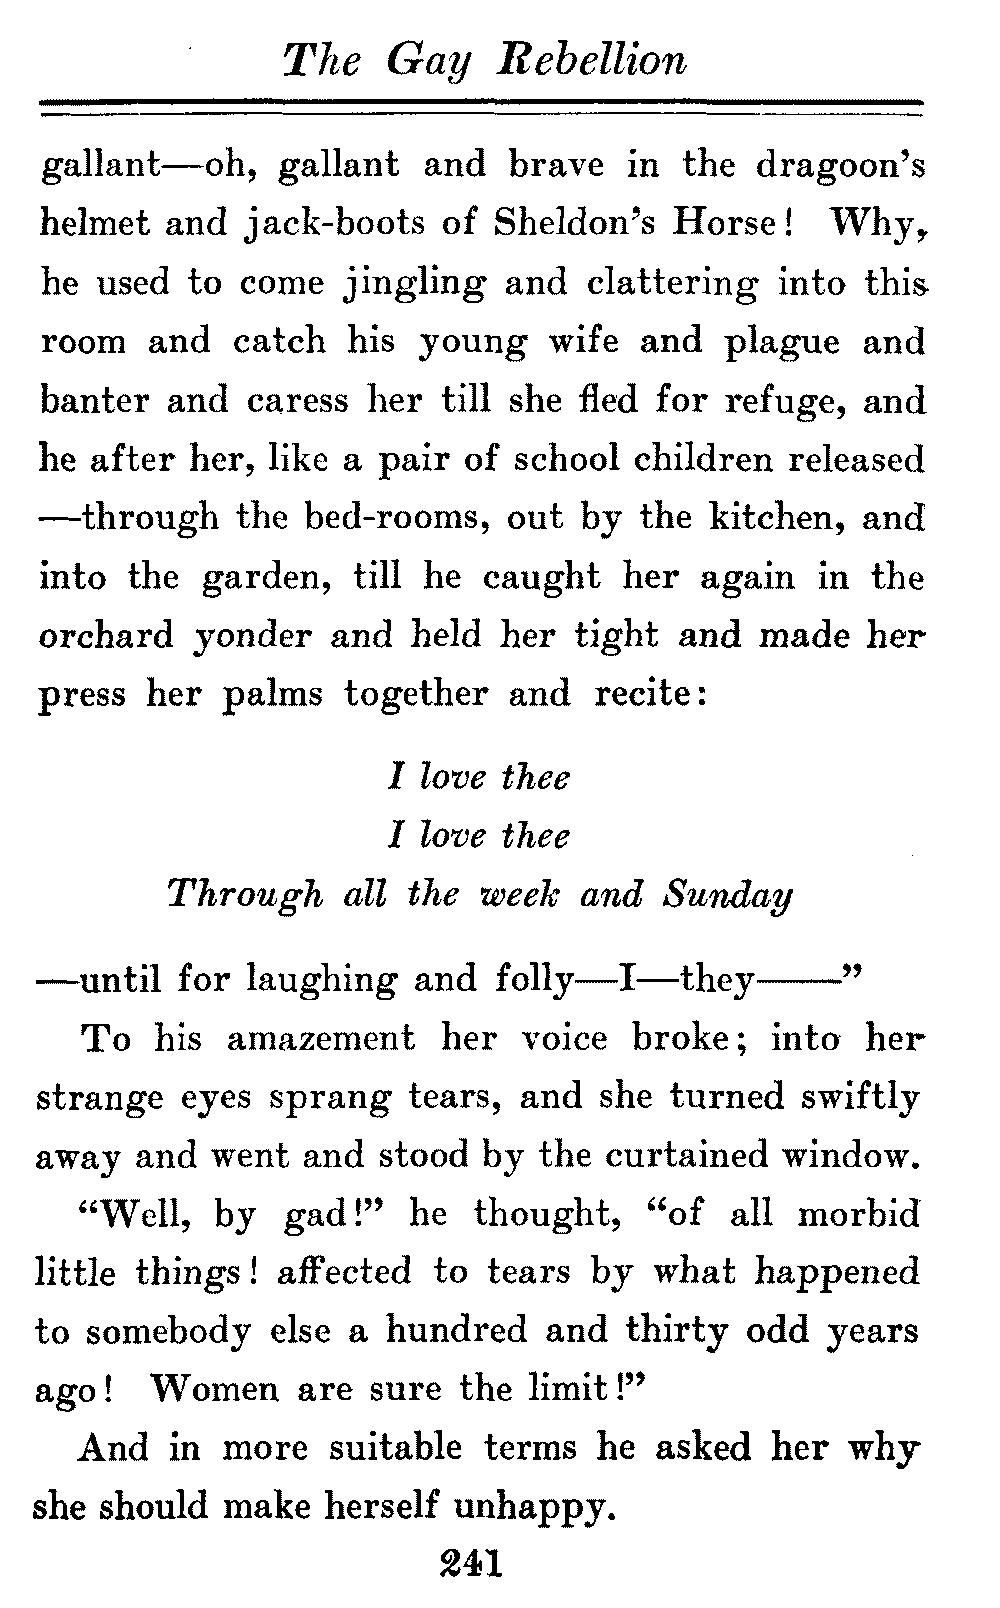 The Gay Rebellion
gallant—oh, gallant and brave in the dragoon's
helmet and jack-boots of Sheldon's Horse! Why,
he used to come jingling and clattering into this
room and catch his young wife and plague and
banter and caress her till she fled for refuge, and
he after her, like a pair of school children released
—through the bed-rooms, out by the kitchen, and
into the garden, till he caught her again in the
orchard yonder and held her tight and made her
press her palms together and recite:
I love thee
I love thee
Through all the week and Sunday
—until for laughing and folly—I—they——"
To his amazement her voice broke; into her
strange eyes sprang tears, and she turned swiftly
away and went and stood by the curtained window.
"Well, by gad!" he thought, "of all morbid
little things! affected to tears by what happened
to somebody else a hundred and thirty odd years
ago! Women are sure the limit!"
And in more suitable terms he asked her why
she should make herself unhappy.
241